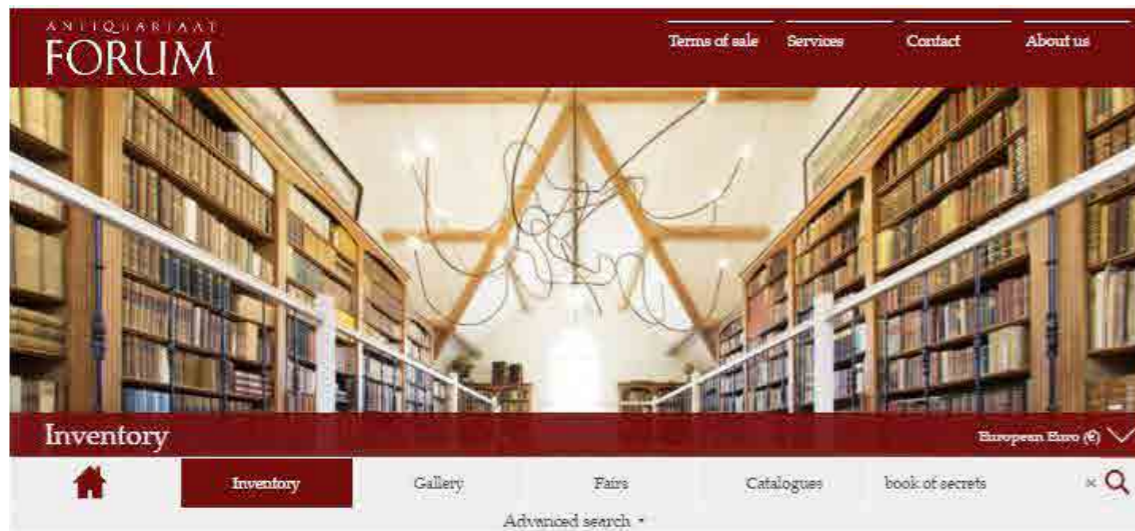 ANTIQUARIAAT
FORUM
Terms of sale Services Contact About us
Inventory
European Euro (€)
Inventory Gallery Fairs Catalogues book of secrets ×
Advanced search